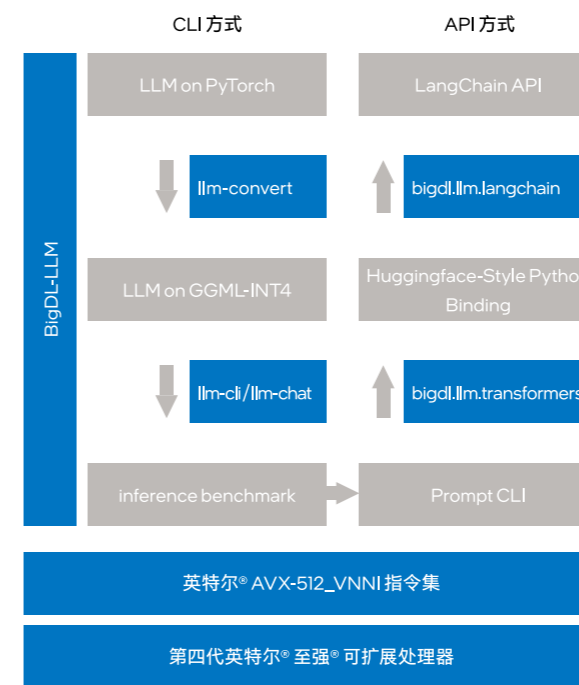 CLI 方式
API 方式
BigDL-LLM
LLM on PyTorch
LangChain API
llm-convert
bigdl.llm.langchain
LLM on GGML-INT4
Huggingface-Style Pytho
Binding
llm-cli/llm-chat
bigdl.llm.transformers
inference benchmark
Prompt CLI
英特尔® AVX-512_VNNI 指令集
第四代英特尔® 至强® 可扩展处理器